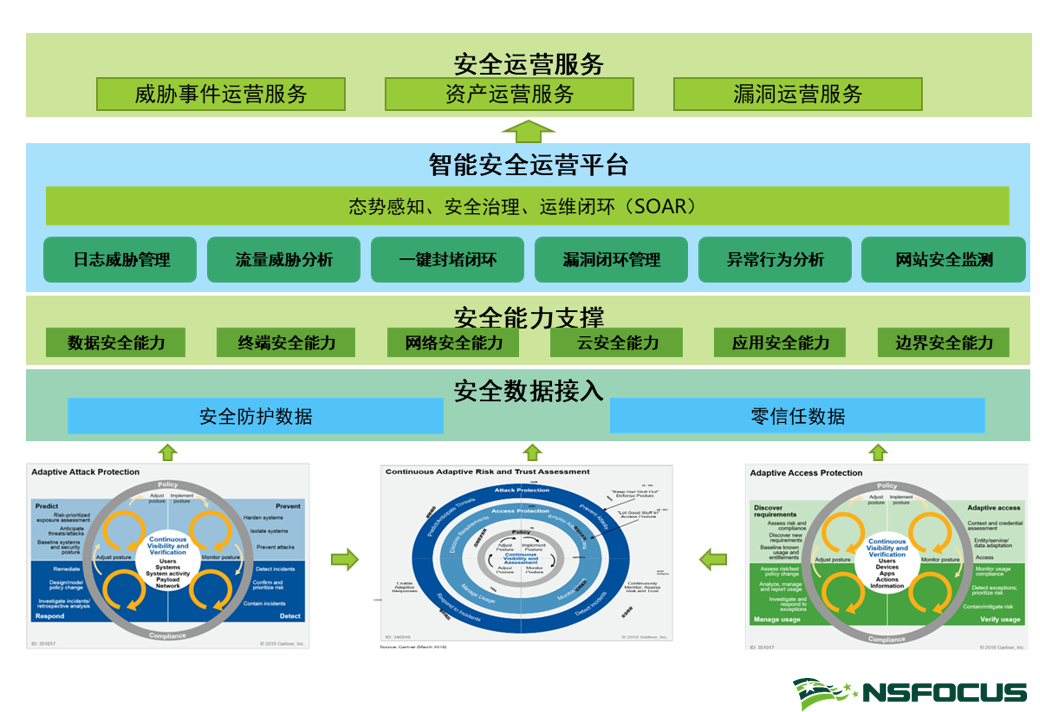 安全运营服务
威胁事件运营服务
资产运营服务
漏洞运营服务
智能安全运营平台
态势感知、安全治理、运维闭环（SOAR）
日志威胁管理
流量威胁分析
一键封堵闭环
漏洞闭环管理
异常行为分析
网站安全监测
安全能力支撑
数据安全能力
终端安全能力
网络安全能力
云安全能力
应用安全能力
边界安全能力
安全数据接入
安全防护数据
零信任数据
Adaptive Attack Protection
Policy
Adjust
posture
Implement
posture
Predict
Prevent
Risk-prioritized
exposure assessment
Anticipate
threats/attacks
Baseline systems
and security
posture
Harden systems
Isolate systems
Prevent attacks
Continuous
Visibility and
Verification
Users
Systems
System activity
Payload
Network
Adjust posture
Monitor posture
Remediate
Design/model
policy change
Investigate incidents/
retrospective analysis
Detect incidents
Confirm and
prioritize risk
Contain incidents
Respond
Detect
Compliance
ID: 351017
© 2018 Gartner, Inc.
Continuous Adaptive Risk and Trust Assessment
Attack Protection
Access Protection
Policy
"Keep Bad Stuff Out"
Defense Posture
"Let Good Stuff In"
Access Posture
Predict/Anticipate Threats
Prevent Attacks
Discover Requirements
Adjust
Posture
Implement
Posture
Continuous
Visibility and
Assessment
Adjust
Posture
Monitor
Posture
Manage Usage
Respond to Incidents
Detect Incidents
Enable
Adaptive
Responses
Continuously
Monitor, Assess
Risk and Trust
© 2016 Gartner, Inc.
Source: Gartner (March 2018)
Adaptive Access Protection
Policy
Adjust
posture
Implement
posture
Discover
requirements
Adaptive access
Assess risk and
compliance
Discover new
requirements
Baseline known
usage and
entitlements
Context and credential
assessment
Entity/service/
data adaptation
Access
Continuous
Visibility and
Verification
Users
Devices
Apps
Actions
Information
Adjust posture
Monitor posture
Assess risk/test
policy change
Analyze, manage
and report usage
Investigate and
respond to
exceptions
Monitor usage
compliance
Detect exceptions;
prioritize risk
Contain/mitigate risk
Manage usage
Verify usage
Compliance
ID: 351017
© 2018 Gartner, Inc.
NSFOCUS